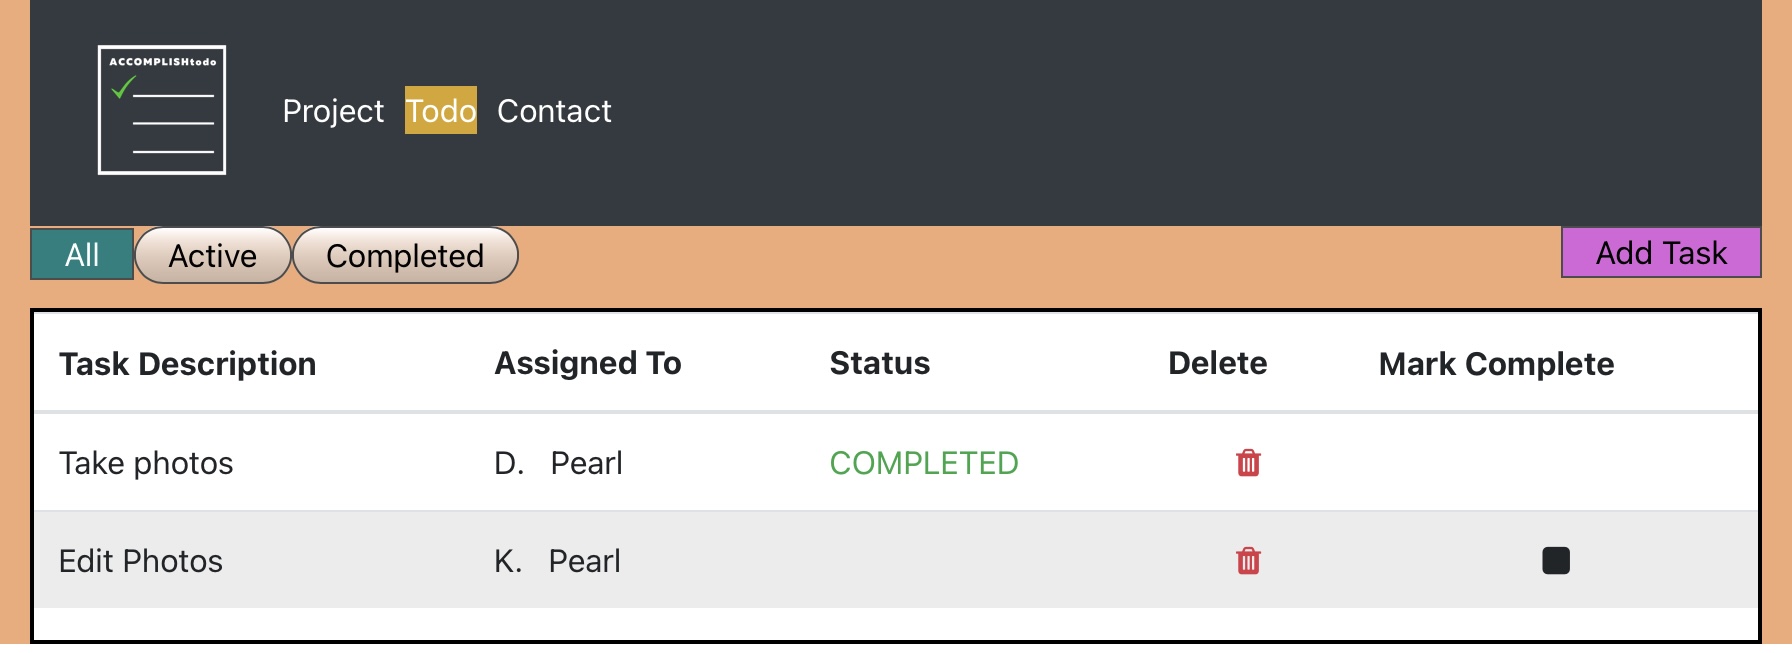 ACCOMPLISHtodo
Project Todo Contact
All Active Completed Add Task
Task Description Assigned To Status Delete Mark Complete
Take photos D. Pearl COMPLETED
Edit Photos K. Pearl